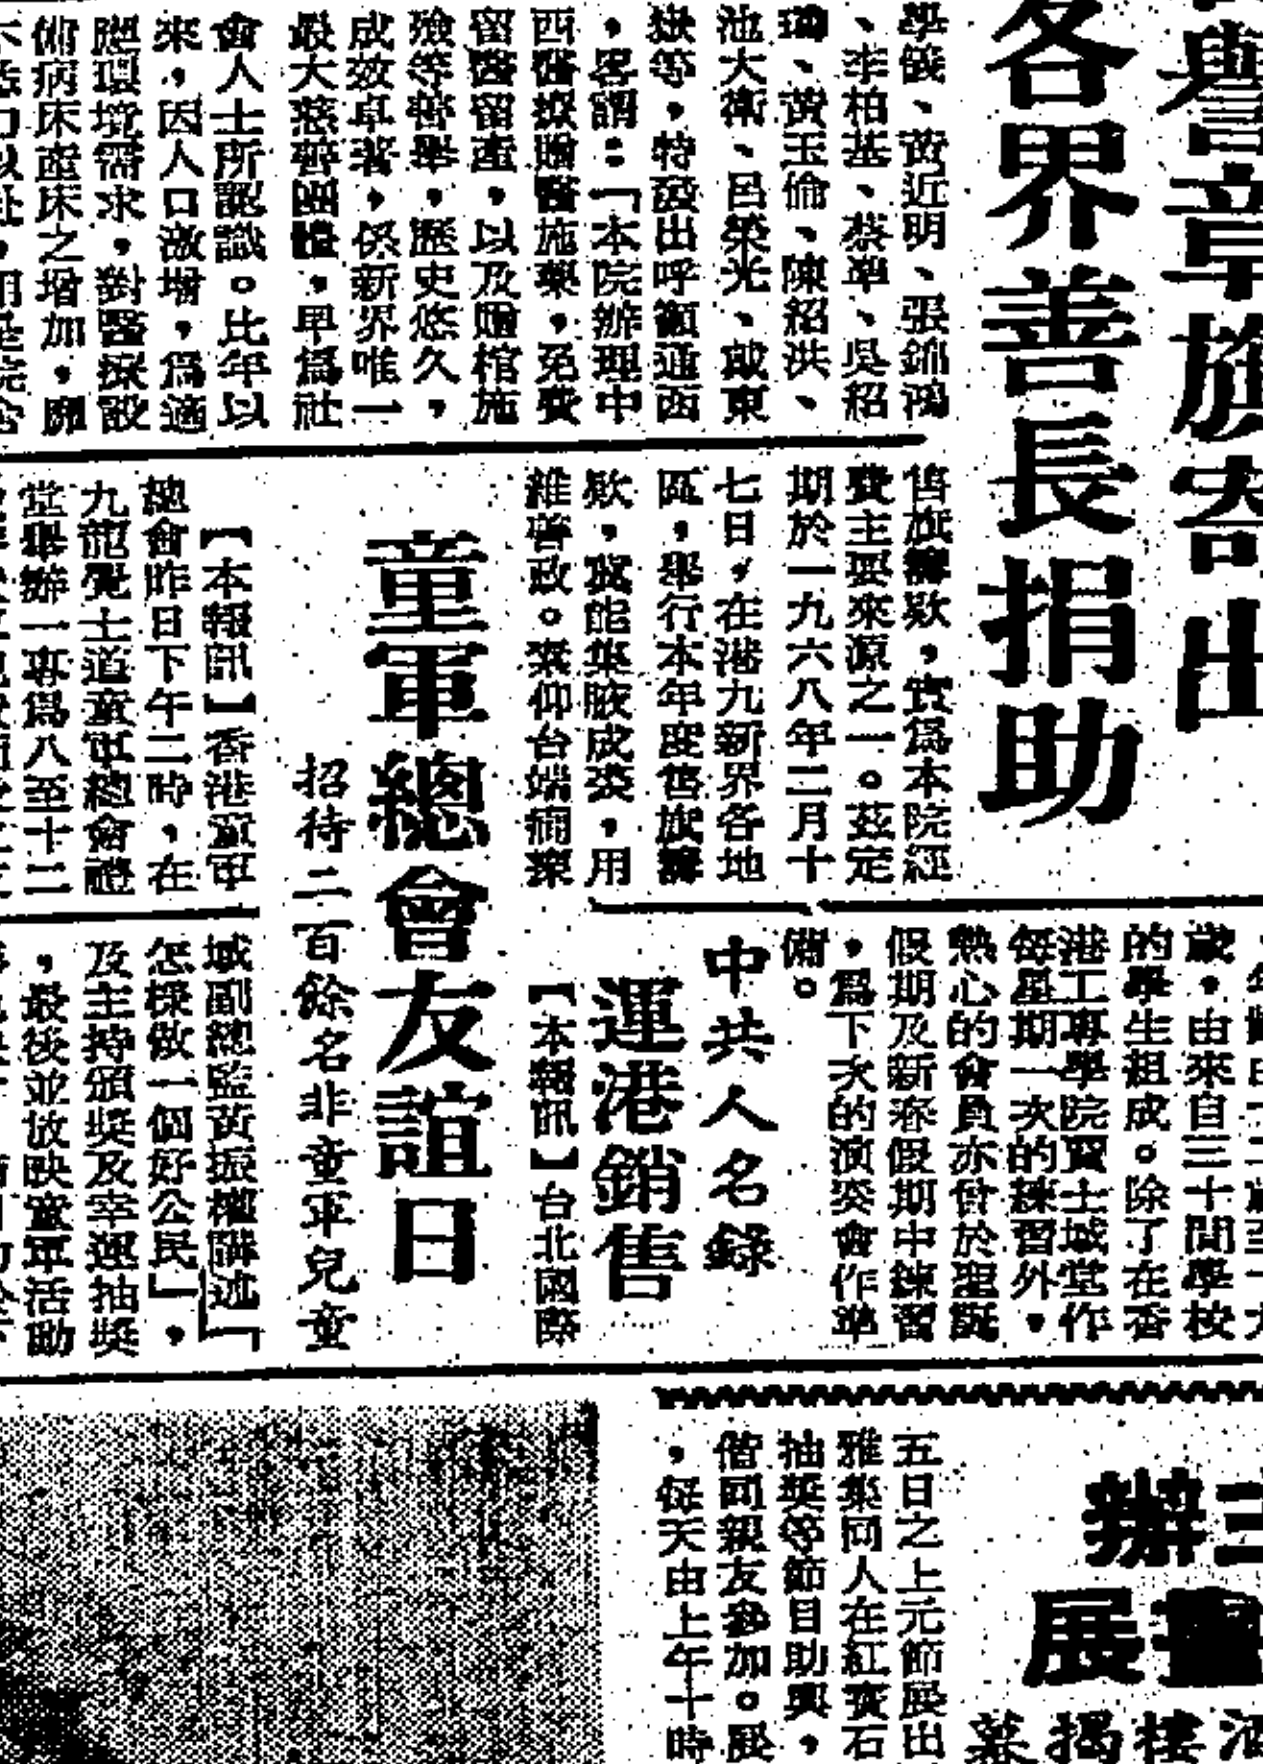 各界善長捐助
學儀、黃近明、張錦鴻
、李柏基、蔡準、吳紹
璘、黃玉倫、陳紹洪、
池大衛、呂榮光、戴東
嶽等，特發出呼籲通函
，畧謂：「本院辦理中
西醫療贈醫施藥，免費
留醫留產，以及贈棺施
殮等善舉，歷史悠久，
成效卓著，係新界唯一
最大慈善團體，早為社
會人士所認識。比年以
來，因人口激增，為適
應環境需求，對醫療設
備病床產床之增加，靡
售旗籌欵，實為本院經
費主要來源之一。茲定
期於一九六八年二月十
七日，在港九新界各地
區，舉行本年度售旗籌
欵，冀能集腋成裘，用
維善政。素仰台端痌瘝
童軍總會友誼日
招待二百餘名非童軍兒童
【本報訊】香港童軍
總會昨日下午二時，在
九龍覺士道童軍總會禮
堂舉辦一專為八至十二
域副總監黃振權講述「
怎樣做一個好公民」，
及主持頒獎及幸運抽獎
，最後並放映童軍活動
歲，由來自三十間學校
的學生組成。除了在香
港工專學院賈士城堂作
每星期一次的練習外，
熱心的會員亦曾於聖誕
假期及新春假期中練習
，為下次的演奏會作準
備。
中共人名錄
運港銷售
【本報訊】台北國際
五日之上元節展出
雅集同人在紅寶石
抽獎等節目助興，
偕同親友參加。展
，每天由上午十時